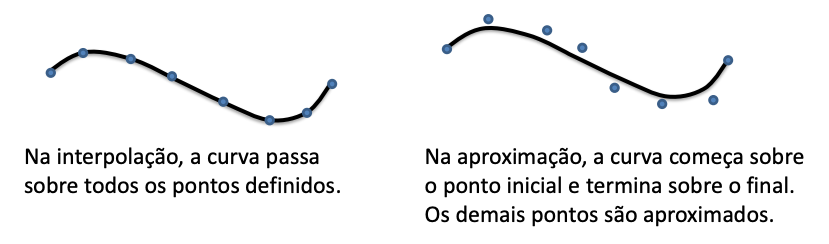 Na interpolação, a curva passa
sobre todos os pontos definidos.
Na aproximação, a curva começa sobre
o ponto inicial e termina sobre o final.
Os demais pontos são aproximados.